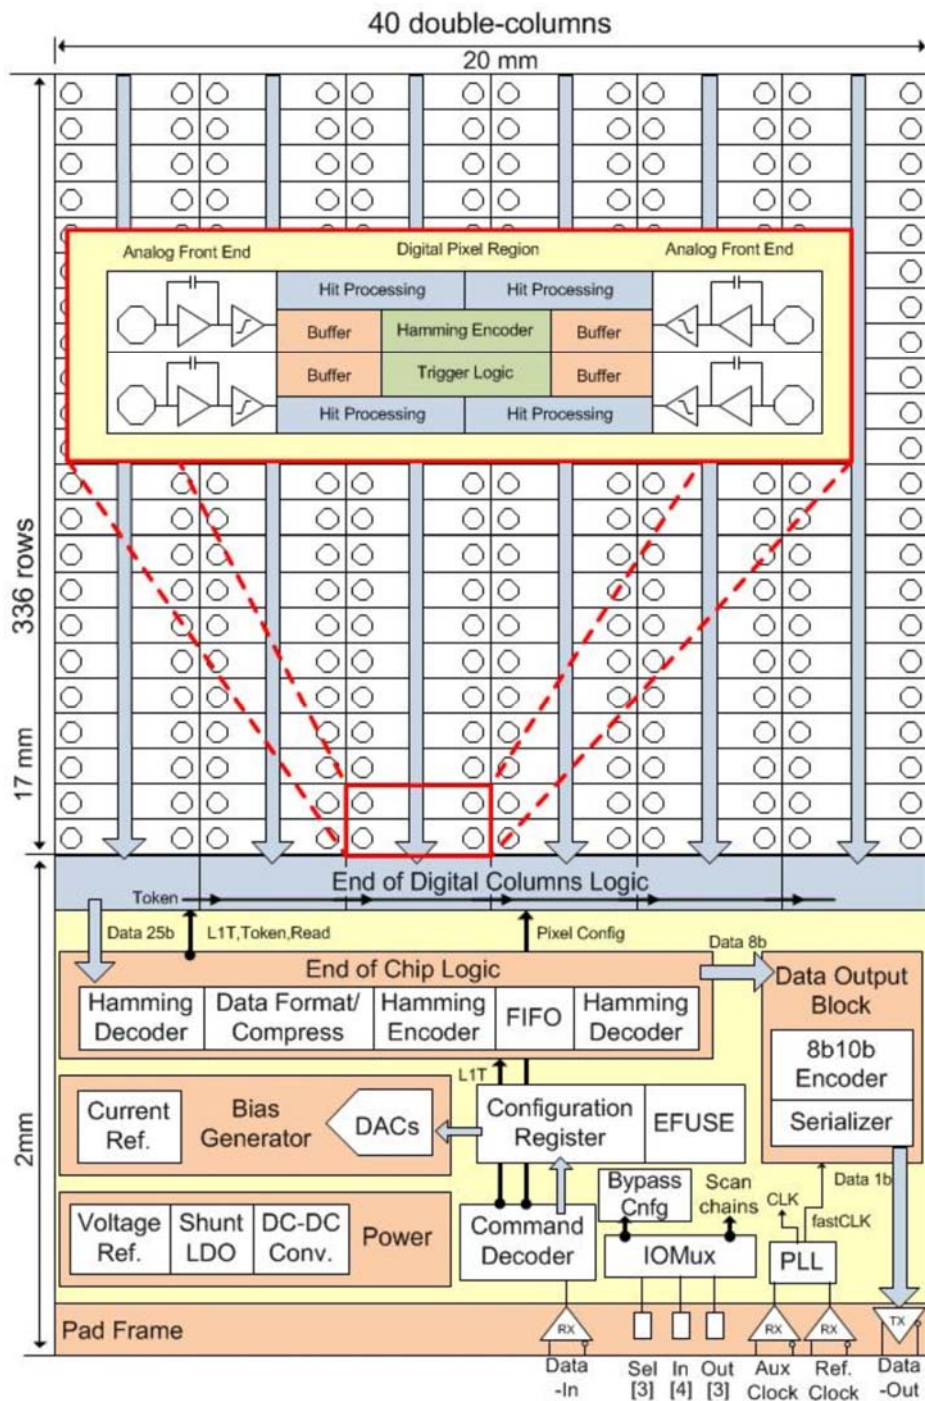 40 double-columns
20 mm
336 rows
17 mm
Analog Front End
Digital Pixel Region
Analog Front End
Hit Processing
Hit Processing
Buffer
Hamming Encoder
Buffer
Buffer
Trigger Logic
Buffer
Hit Processing
Hit Processing
2mm
End of Digital Columns Logic
Token
Data 25b
L1T,Token,Read
Pixel Config
Data 8b
End of Chip Logic
Hamming
Decoder
Data Format/
Compress
Hamming
Encoder
FIFO
Hamming
Decoder
Data Output
Block
8b10b
Encoder
Serializer
L1T
Current
Ref.
Bias
Generator
DACs
Configuration
Register
EFUSE
Data 1b
Bypass
Cnfg
Scan
chains
CLK
fastCLK
Voltage
Ref.
Shunt
LDO
DC-DC
Conv.
Power
Command
Decoder
IOMux
PLL
Pad Frame
RX
RX
RX
TX
Data
-In
Sel
[3]
In
[4]
Out
[3]
Aux
Clock
Ref.
Clock
Data
-Out